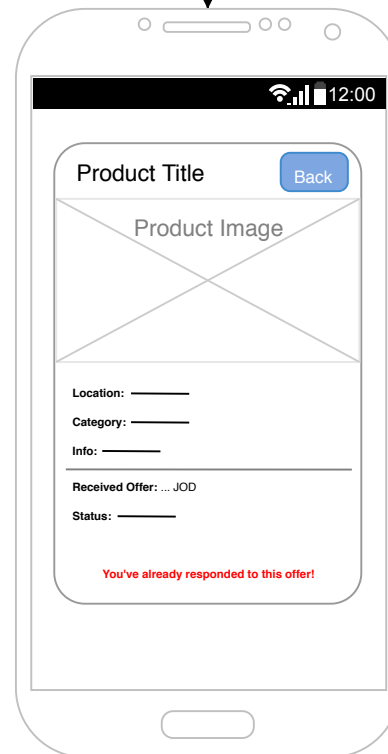 12:00
Product Title
Back
Product Image
Location:
Category:
Info:
Received Offer: ... JOD
Status:
You've already responded to this offer!